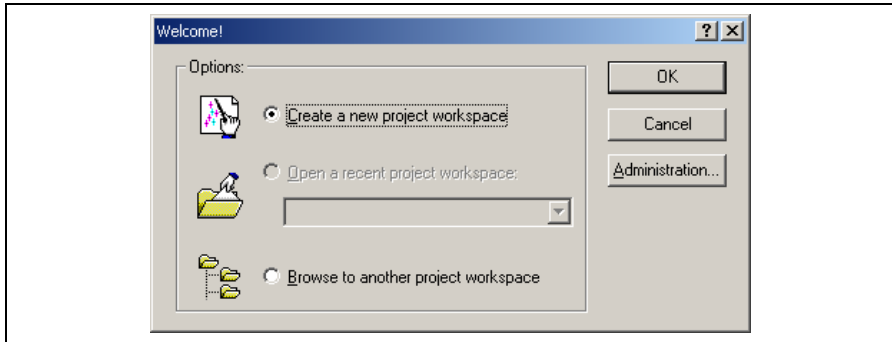 Welcome!
Options:
Create a new project workspace
Open a recent project workspace:
Browse to another project workspace
OK
Cancel
Administration...